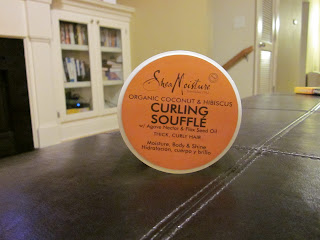 SheaMoisture
ORGANIC COCONUT & HIBISCUS
CURLING
SOUFFLÉ
w/ Agave Nectar & Flax Seed Oil
THICK, CURLY HAIR
Moisture, Body & Shine
Hidratación, cuerpo y brillo